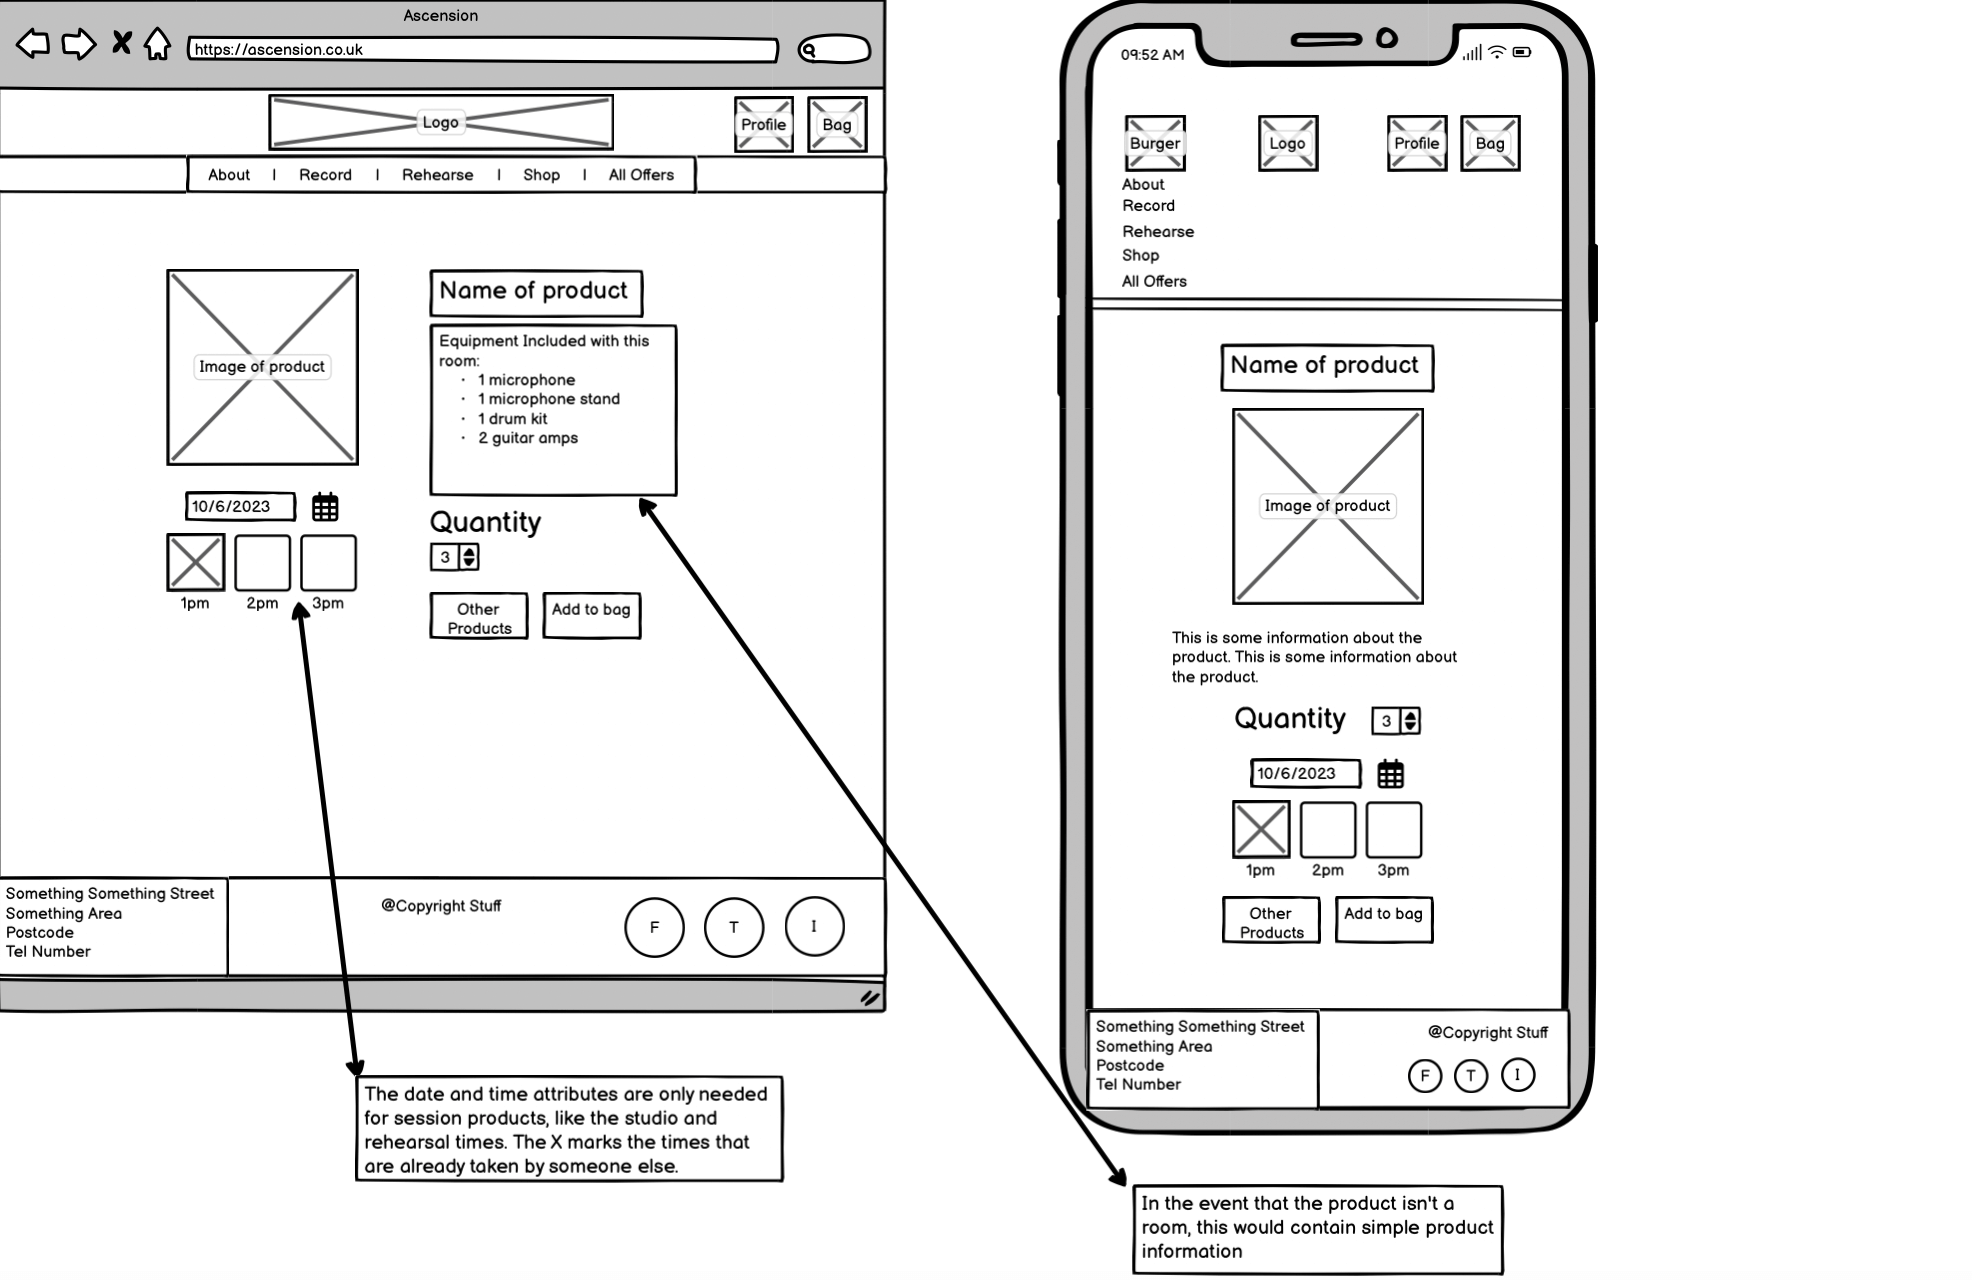 Ascension
https://ascension.co.uk
Logo
Profile
Bag
About | Record | Rehearse | Shop | All Offers
Image of product
10/6/2023
1pm 2pm 3pm
Name of product
Equipment Included with this
room:
· 1 microphone
· 1 microphone stand
· 1 drum kit
· 2 guitar amps
Quantity
3
Other
Products
Add to bag
Something Something Street
Something Area
Postcode
Tel Number
@Copyright Stuff
F T I
The date and time attributes are only needed
for session products, like the studio and
rehearsal times. The X marks the times that
are already taken by someone else.
09:52 AM
Burger
Logo
Profile
Bag
About
Record
Rehearse
Shop
All Offers
Name of product
Image of product
This is some information about the
product. This is some information about
the product.
Quantity 3
10/6/2023
1pm 2pm 3pm
Other
Products
Add to bag
Something Something Street
Something Area
Postcode
Tel Number
@Copyright Stuff
F T I
In the event that the product isn't a
room, this would contain simple product
information